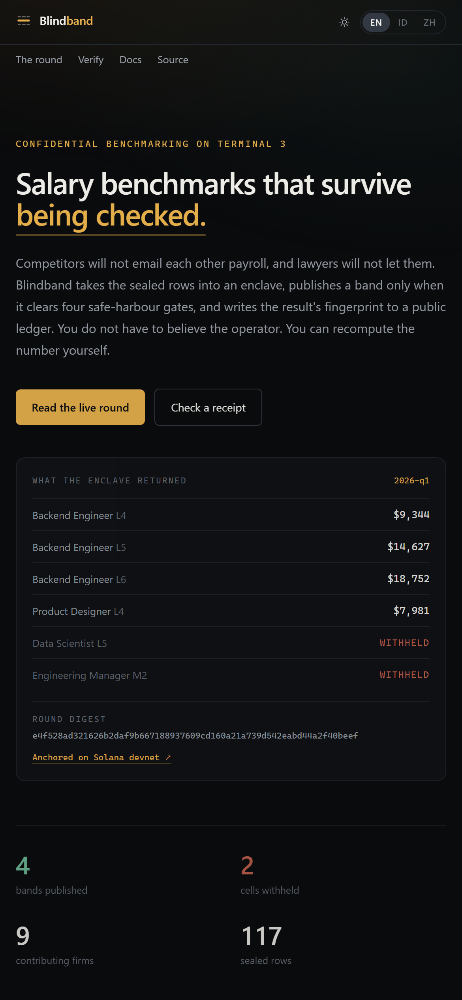 Blindband
EN ID ZH
The round Verify Docs Source
CONFIDENTIAL BENCHMARKING ON TERMINAL 3
Salary benchmarks that survive
being checked.
Competitors will not email each other payroll, and lawyers will not let them.
Blindband takes the sealed rows into an enclave, publishes a band only when
it clears four safe-harbour gates, and writes the result's fingerprint to a public
ledger. You do not have to believe the operator. You can recompute the
number yourself.
Read the live round Check a receipt
WHAT THE ENCLAVE RETURNED 2026-q1
Backend Engineer L4 $9,344
Backend Engineer L5 $14,627
Backend Engineer L6 $18,752
Product Designer L4 $7,981
Data Scientist L5 WITHHELD
Engineering Manager M2 WITHHELD
ROUND DIGEST
e4f528ad321626b2daf9b667188937609cd160a21a739d542eabd44a2f40beef
Anchored on Solana devnet ↗
4 2
bands published cells withheld
9 117
contributing firms sealed rows